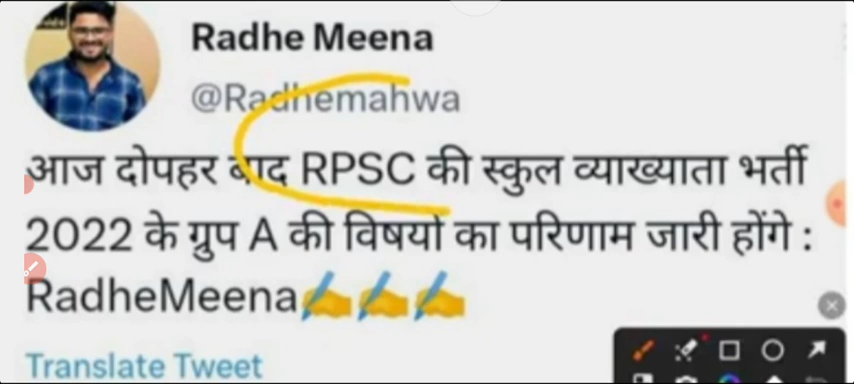 Radhe Meena
@Radhemahwa
आज दोपहर बाद RPSC की स्कुल व्याख्याता भर्ती
2022 के ग्रुप A की विषयों का परिणाम जारी होंगे :
RadheMeena✍️✍️✍️
Translate Tweet